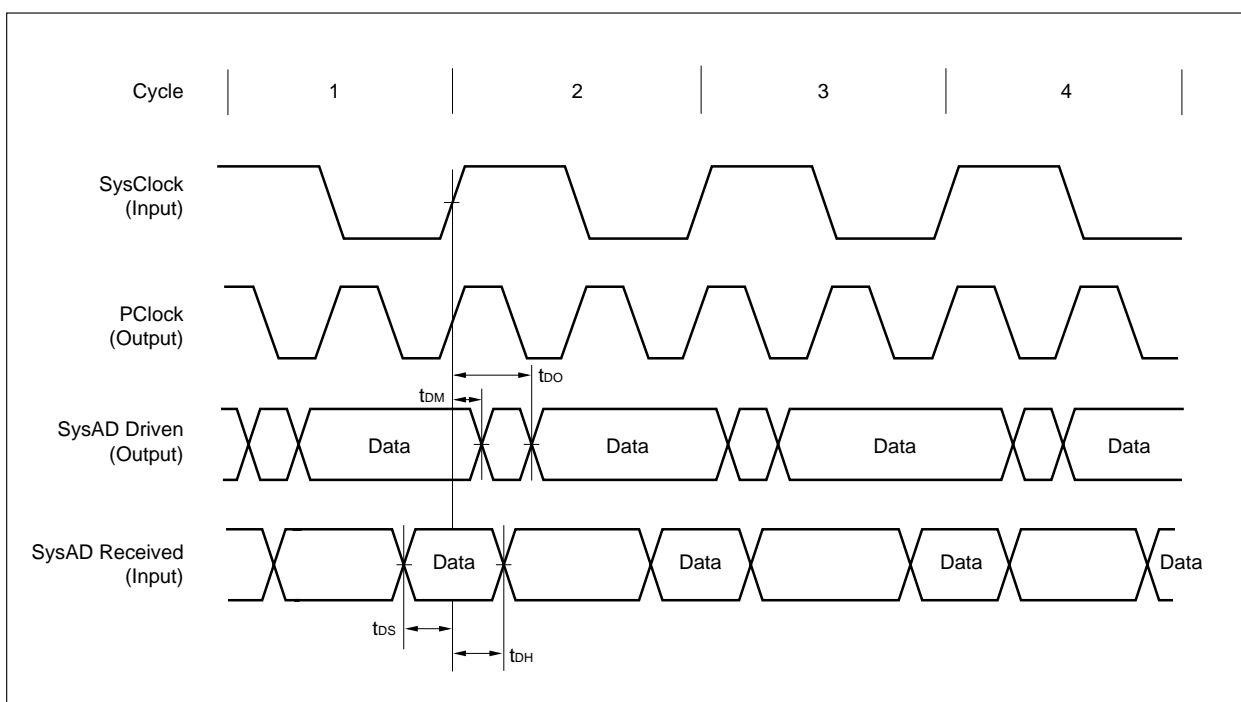 Cycle 1 2 3 4
SysClock
(Input)
PClock
(Output)
tDO
tDM
SysAD Driven
(Output)
Data Data Data Data
SysAD Received
(Input)
Data Data Data Data
tDS
tDH